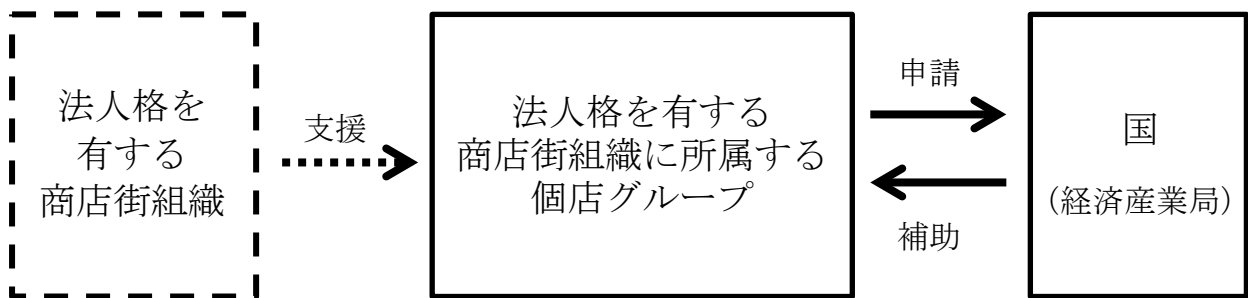 法人格を
有する
商店街組織
支援
法人格を有する
商店街組織に所属する
個店グループ
申請
補助
国
(経済産業局)